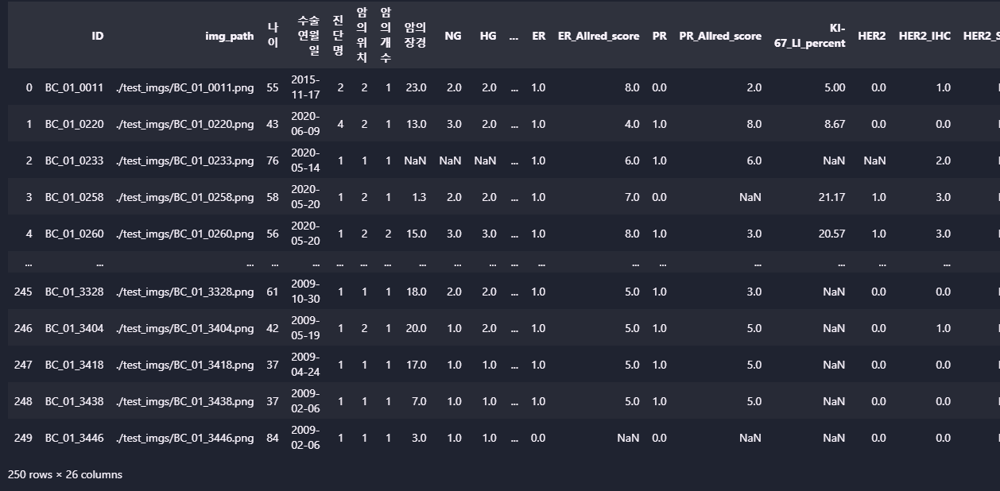 ID img_path 나이 수술연월일 진단명 암의위치 암의개수 암의장경 NG HG ... ER ER_Allred_score PR PR_Allred_score KI-67_LI_percent HER2 HER2_IHC HER2_S
0 BC_01_0011 ./test_imgs/BC_01_0011.png 55 2015-11-17 2 2 1 23.0 2.0 2.0 ... 1.0 8.0 0.0 2.0 5.00 0.0 1.0
1 BC_01_0220 ./test_imgs/BC_01_0220.png 43 2020-06-09 4 2 1 13.0 3.0 2.0 ... 1.0 4.0 1.0 8.0 8.67 0.0 0.0
2 BC_01_0233 ./test_imgs/BC_01_0233.png 76 2020-05-14 1 1 1 NaN NaN NaN ... 1.0 6.0 1.0 6.0 NaN NaN 2.0
3 BC_01_0258 ./test_imgs/BC_01_0258.png 58 2020-05-20 1 2 1 1.3 2.0 2.0 ... 1.0 7.0 0.0 NaN 21.17 1.0 3.0
4 BC_01_0260 ./test_imgs/BC_01_0260.png 56 2020-05-20 1 2 2 15.0 3.0 3.0 ... 1.0 8.0 1.0 3.0 20.57 1.0 3.0
... ... ... ... ... ... ... ... ... ... ... ... ... ... ... ... ... ... ...
245 BC_01_3328 ./test_imgs/BC_01_3328.png 61 2009-10-30 1 1 1 18.0 2.0 2.0 ... 1.0 5.0 1.0 3.0 NaN 0.0 0.0
246 BC_01_3404 ./test_imgs/BC_01_3404.png 42 2009-05-19 1 2 1 20.0 1.0 2.0 ... 1.0 5.0 1.0 5.0 NaN 0.0 1.0
247 BC_01_3418 ./test_imgs/BC_01_3418.png 37 2009-04-24 1 1 1 17.0 1.0 1.0 ... 1.0 5.0 1.0 5.0 NaN 0.0 0.0
248 BC_01_3438 ./test_imgs/BC_01_3438.png 37 2009-02-06 1 1 1 7.0 1.0 1.0 ... 1.0 5.0 1.0 5.0 NaN 0.0 0.0
249 BC_01_3446 ./test_imgs/BC_01_3446.png 84 2009-02-06 1 1 1 3.0 1.0 1.0 ... 0.0 NaN 0.0 NaN NaN 0.0 0.0
250 rows × 26 columns